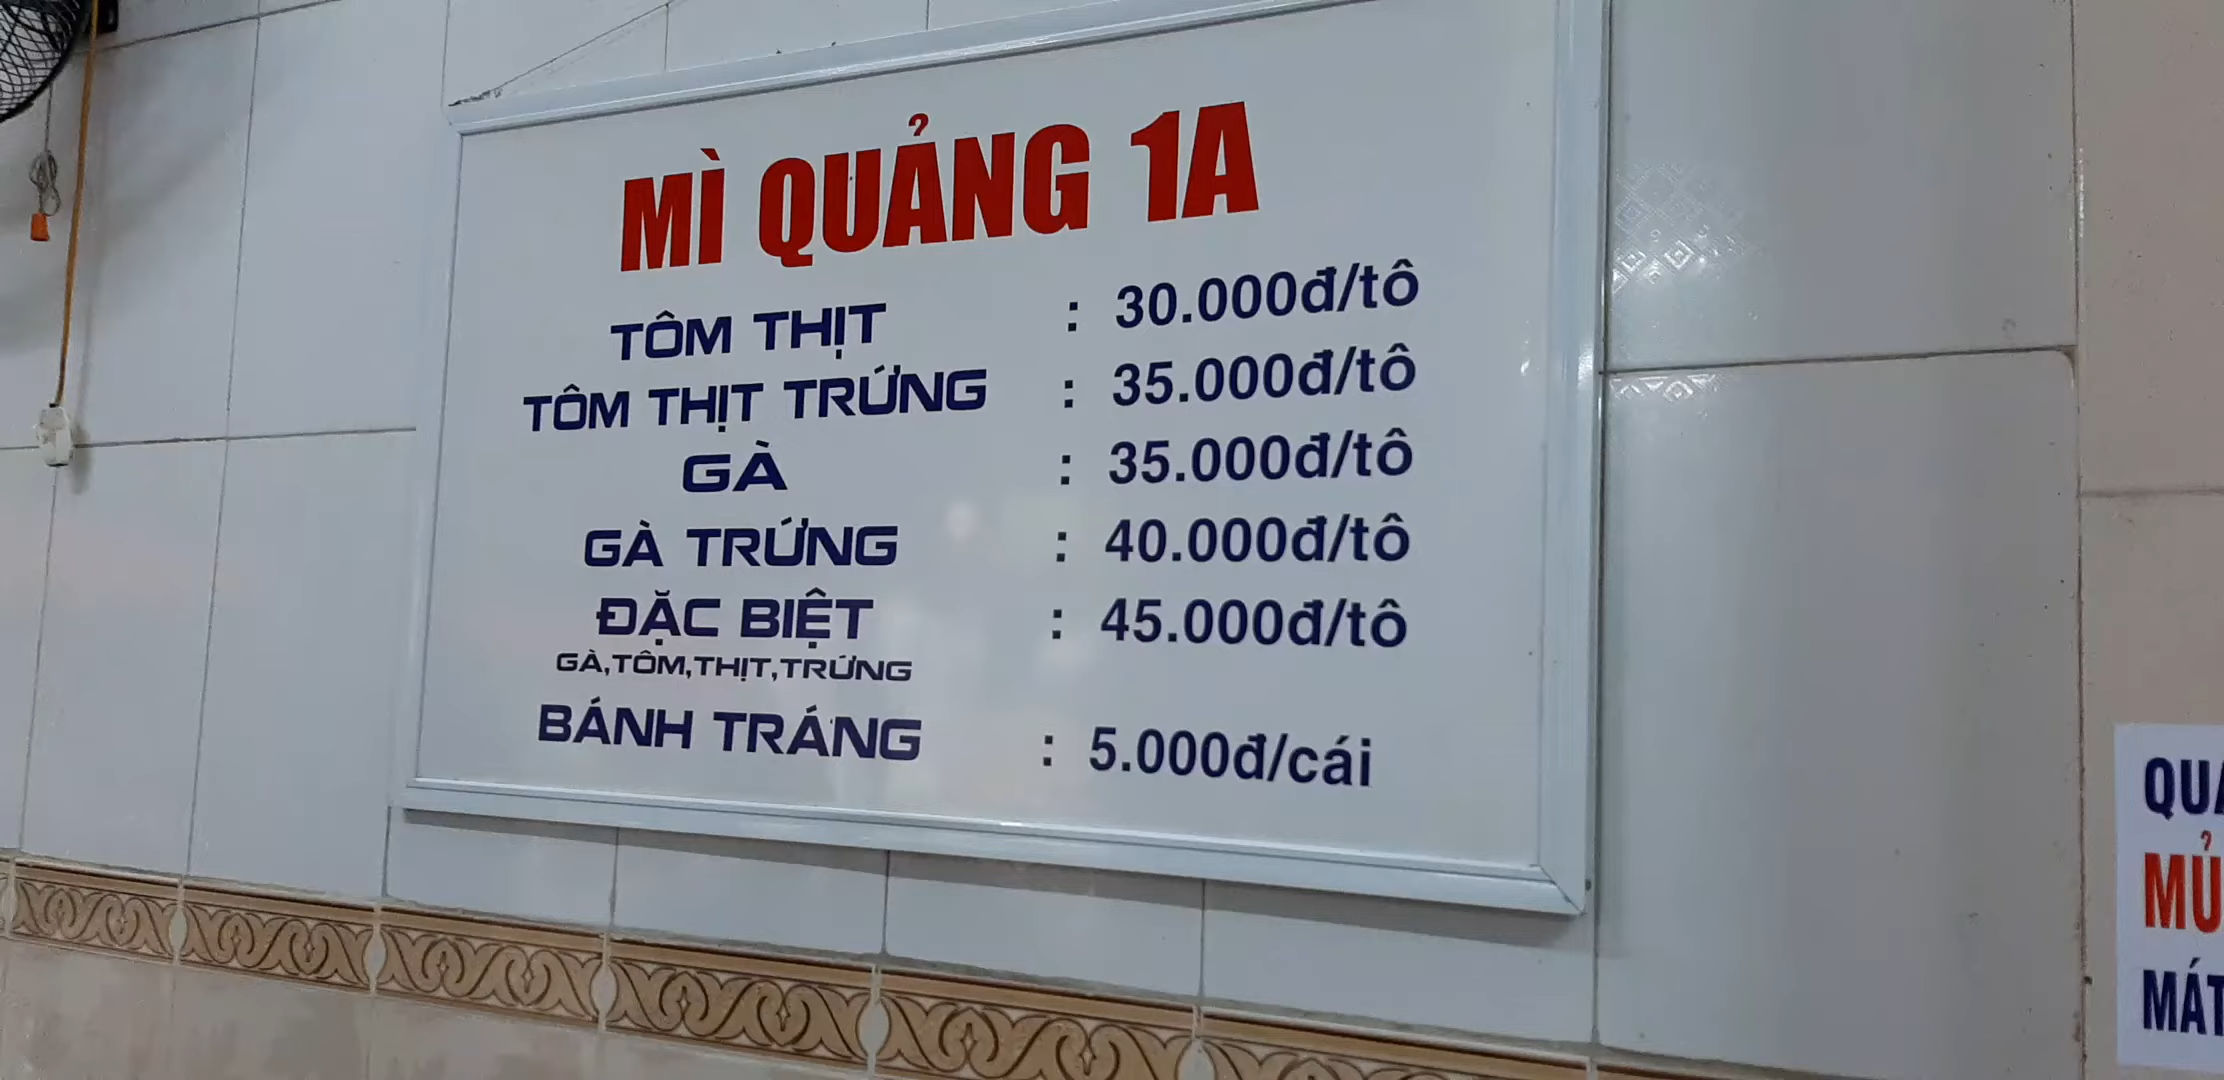 MÌ QUẢNG 1A
TÔM THỊT : 30.000đ/tô
TÔM THỊT TRỨNG : 35.000đ/tô
GÀ : 35.000đ/tô
GÀ TRỨNG : 40.000đ/tô
ĐẶC BIỆT : 45.000đ/tô
GÀ,TÔM,THỊT,TRỨNG
BÁNH TRÁNG : 5.000đ/cái
MÁT